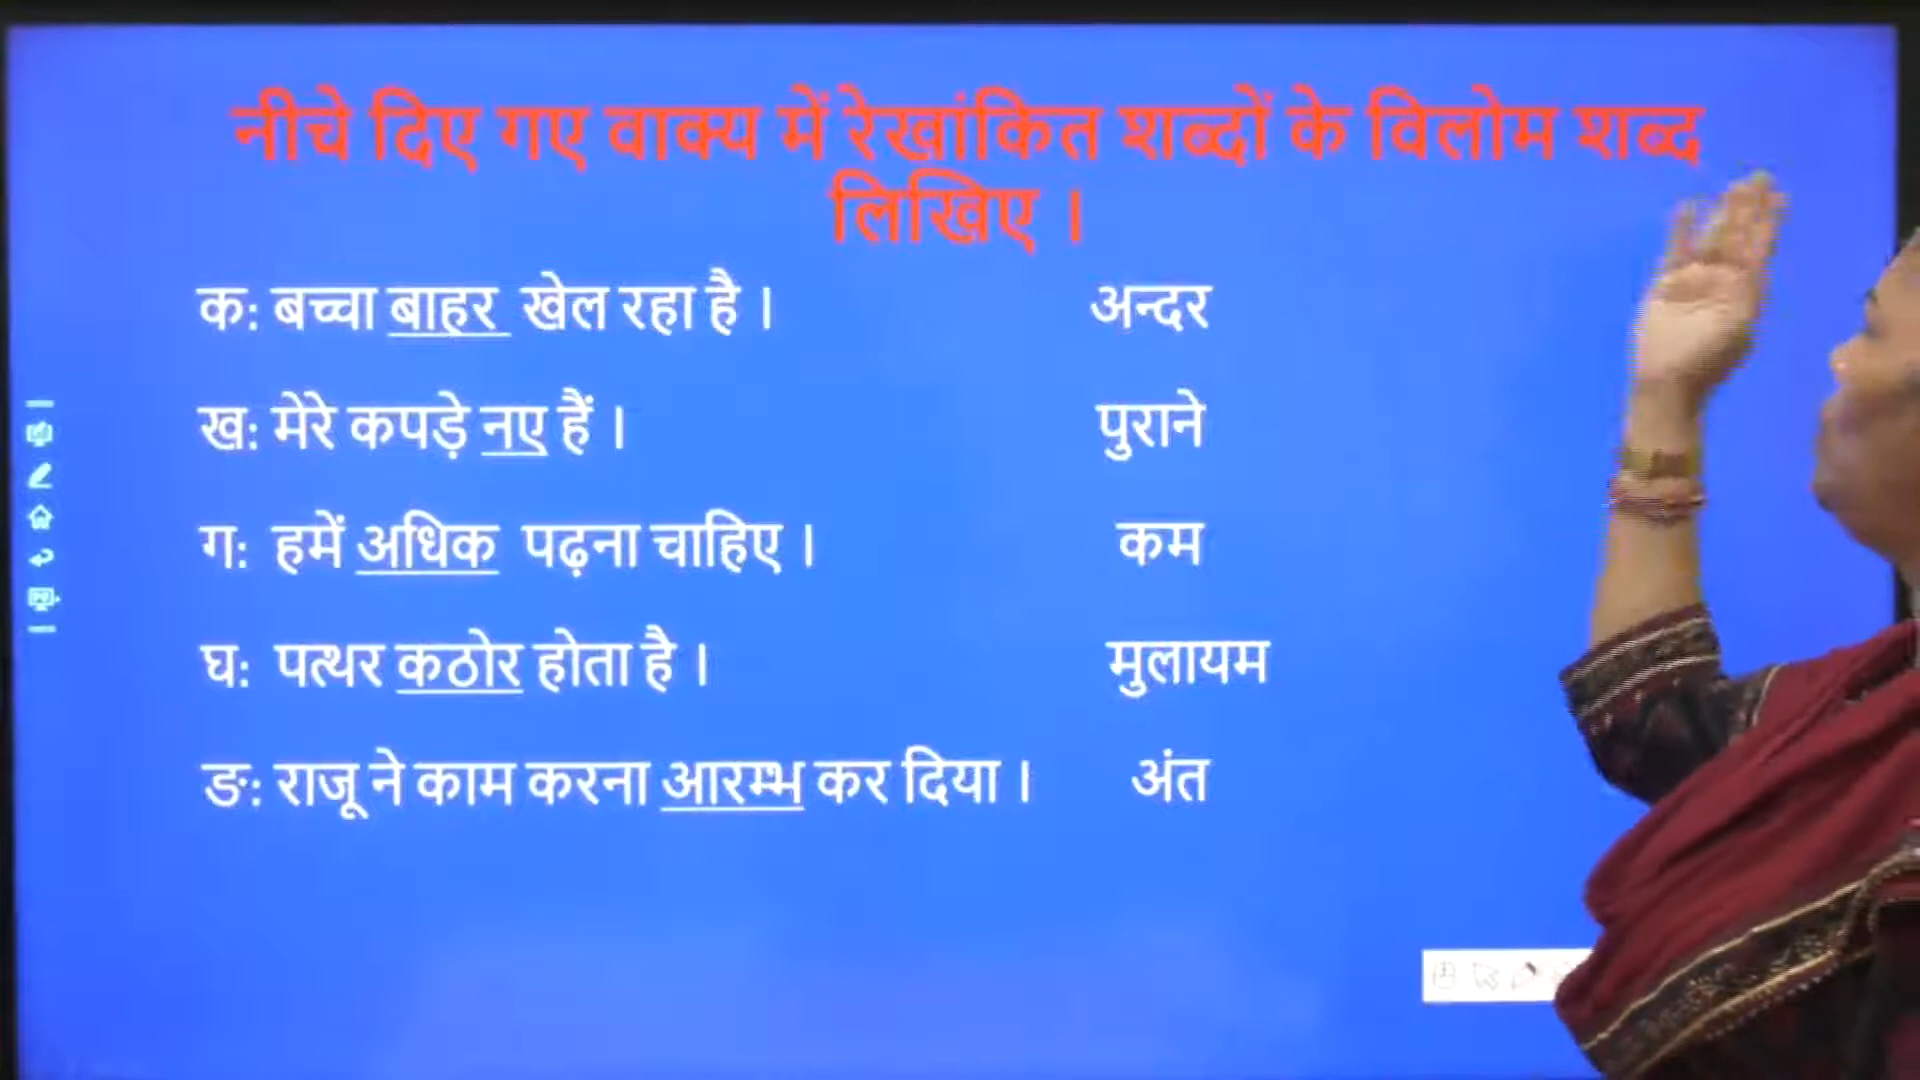 नीचे दिए गए वाक्य में रेखांकित शब्दों के विलोम शब्द
लिखिए ।
क: बच्चा बाहर खेल रहा है । अन्दर
ख: मेरे कपड़े नए हैं । पुराने
ग: हमें अधिक पढ़ना चाहिए । कम
घ: पत्थर कठोर होता है । मुलायम
ङ: राजू ने काम करना आरम्भ कर दिया । अंत